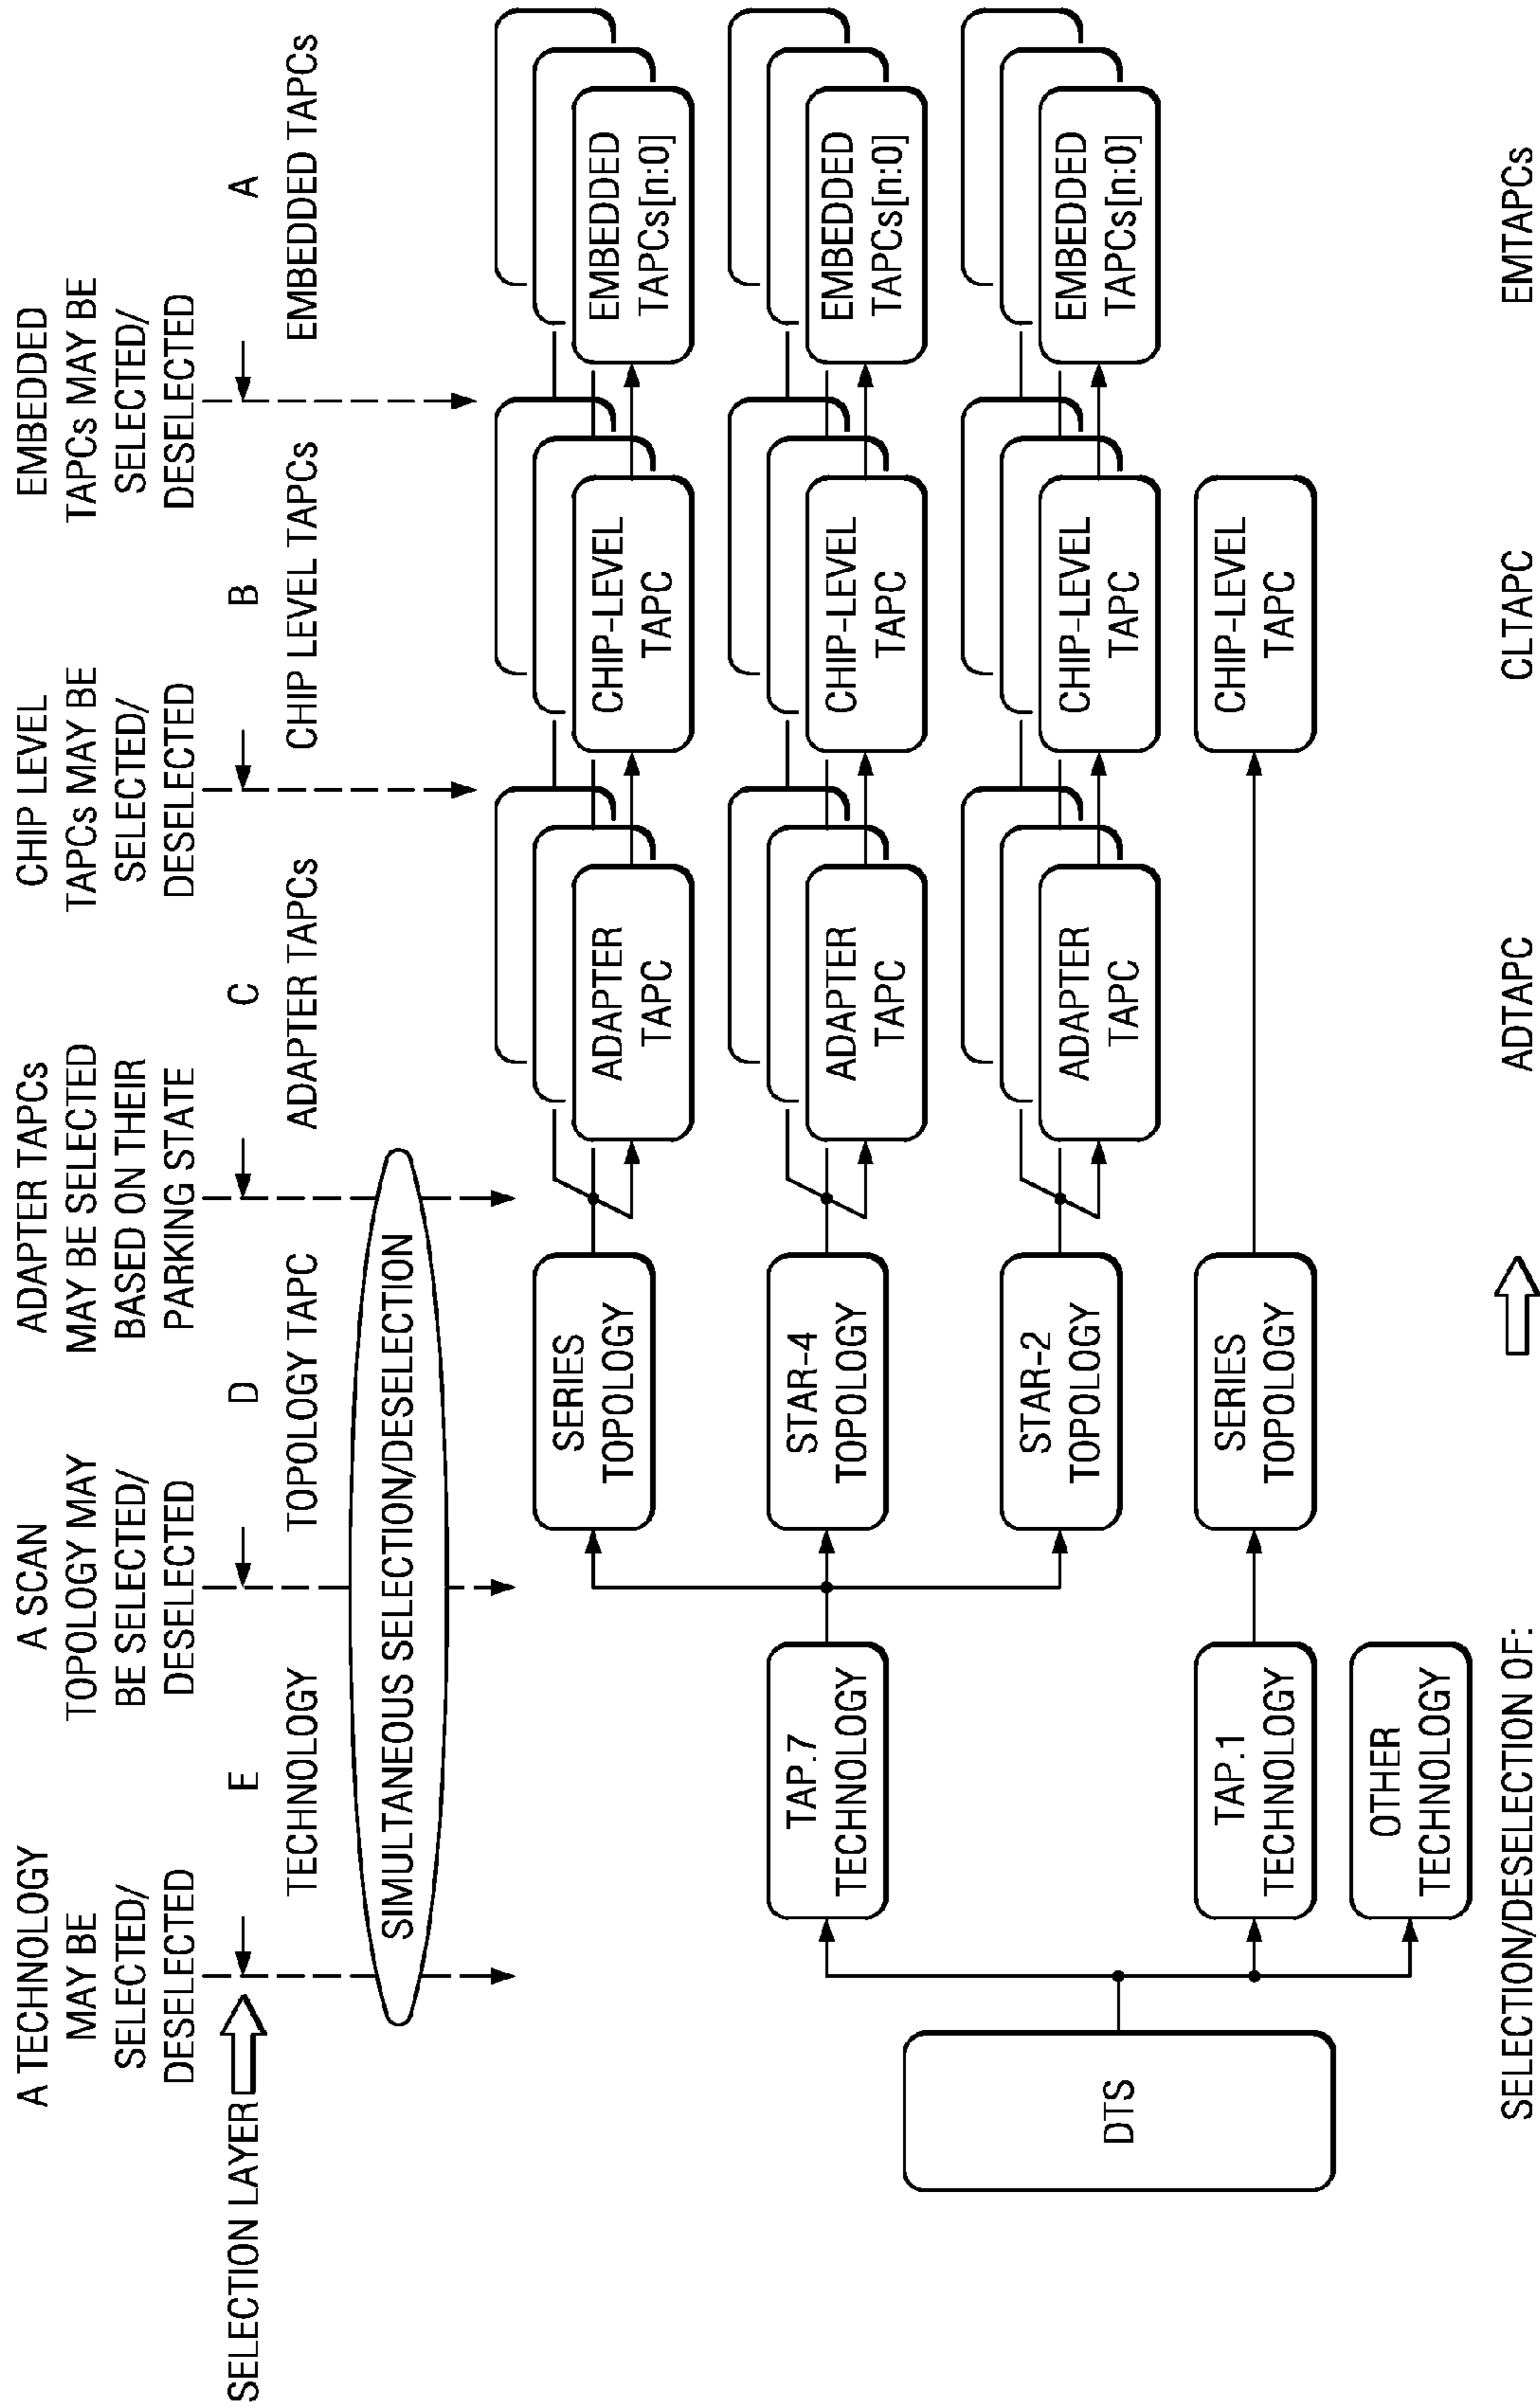 A TECHNOLOGY
MAY BE
SELECTED/
DESELECTED
A SCAN
TOPOLOGY MAY
BE SELECTED/
DESELECTED
ADAPTER TAPCs
MAY BE SELECTED
BASED ON THEIR
PARKING STATE
CHIP LEVEL
TAPCs MAY BE
SELECTED/
DESELECTED
EMBEDDED
TAPCs MAY BE
SELECTED/
DESELECTED
SELECTION LAYER
E
D
C
B
A
TECHNOLOGY
TOPOLOGY TAPC
ADAPTER TAPCs
CHIP LEVEL TAPCs
EMBEDDED TAPCs
SIMULTANEOUS SELECTION/DESELECTION
SERIES
TOPOLOGY
ADAPTER
TAPC
CHIP-LEVEL
TAPC
EMBEDDED
TAPCs[n:0]
TAP.7
TECHNOLOGY
STAR-4
TOPOLOGY
ADAPTER
TAPC
CHIP-LEVEL
TAPC
EMBEDDED
TAPCs[n:0]
STAR-2
TOPOLOGY
ADAPTER
TAPC
CHIP-LEVEL
TAPC
EMBEDDED
TAPCs[n:0]
DTS
TAP.1
TECHNOLOGY
SERIES
TOPOLOGY
CHIP-LEVEL
TAPC
OTHER
TECHNOLOGY
SELECTION/DESELECTION OF:
ADTAPC
CLTAPC
EMTAPCs